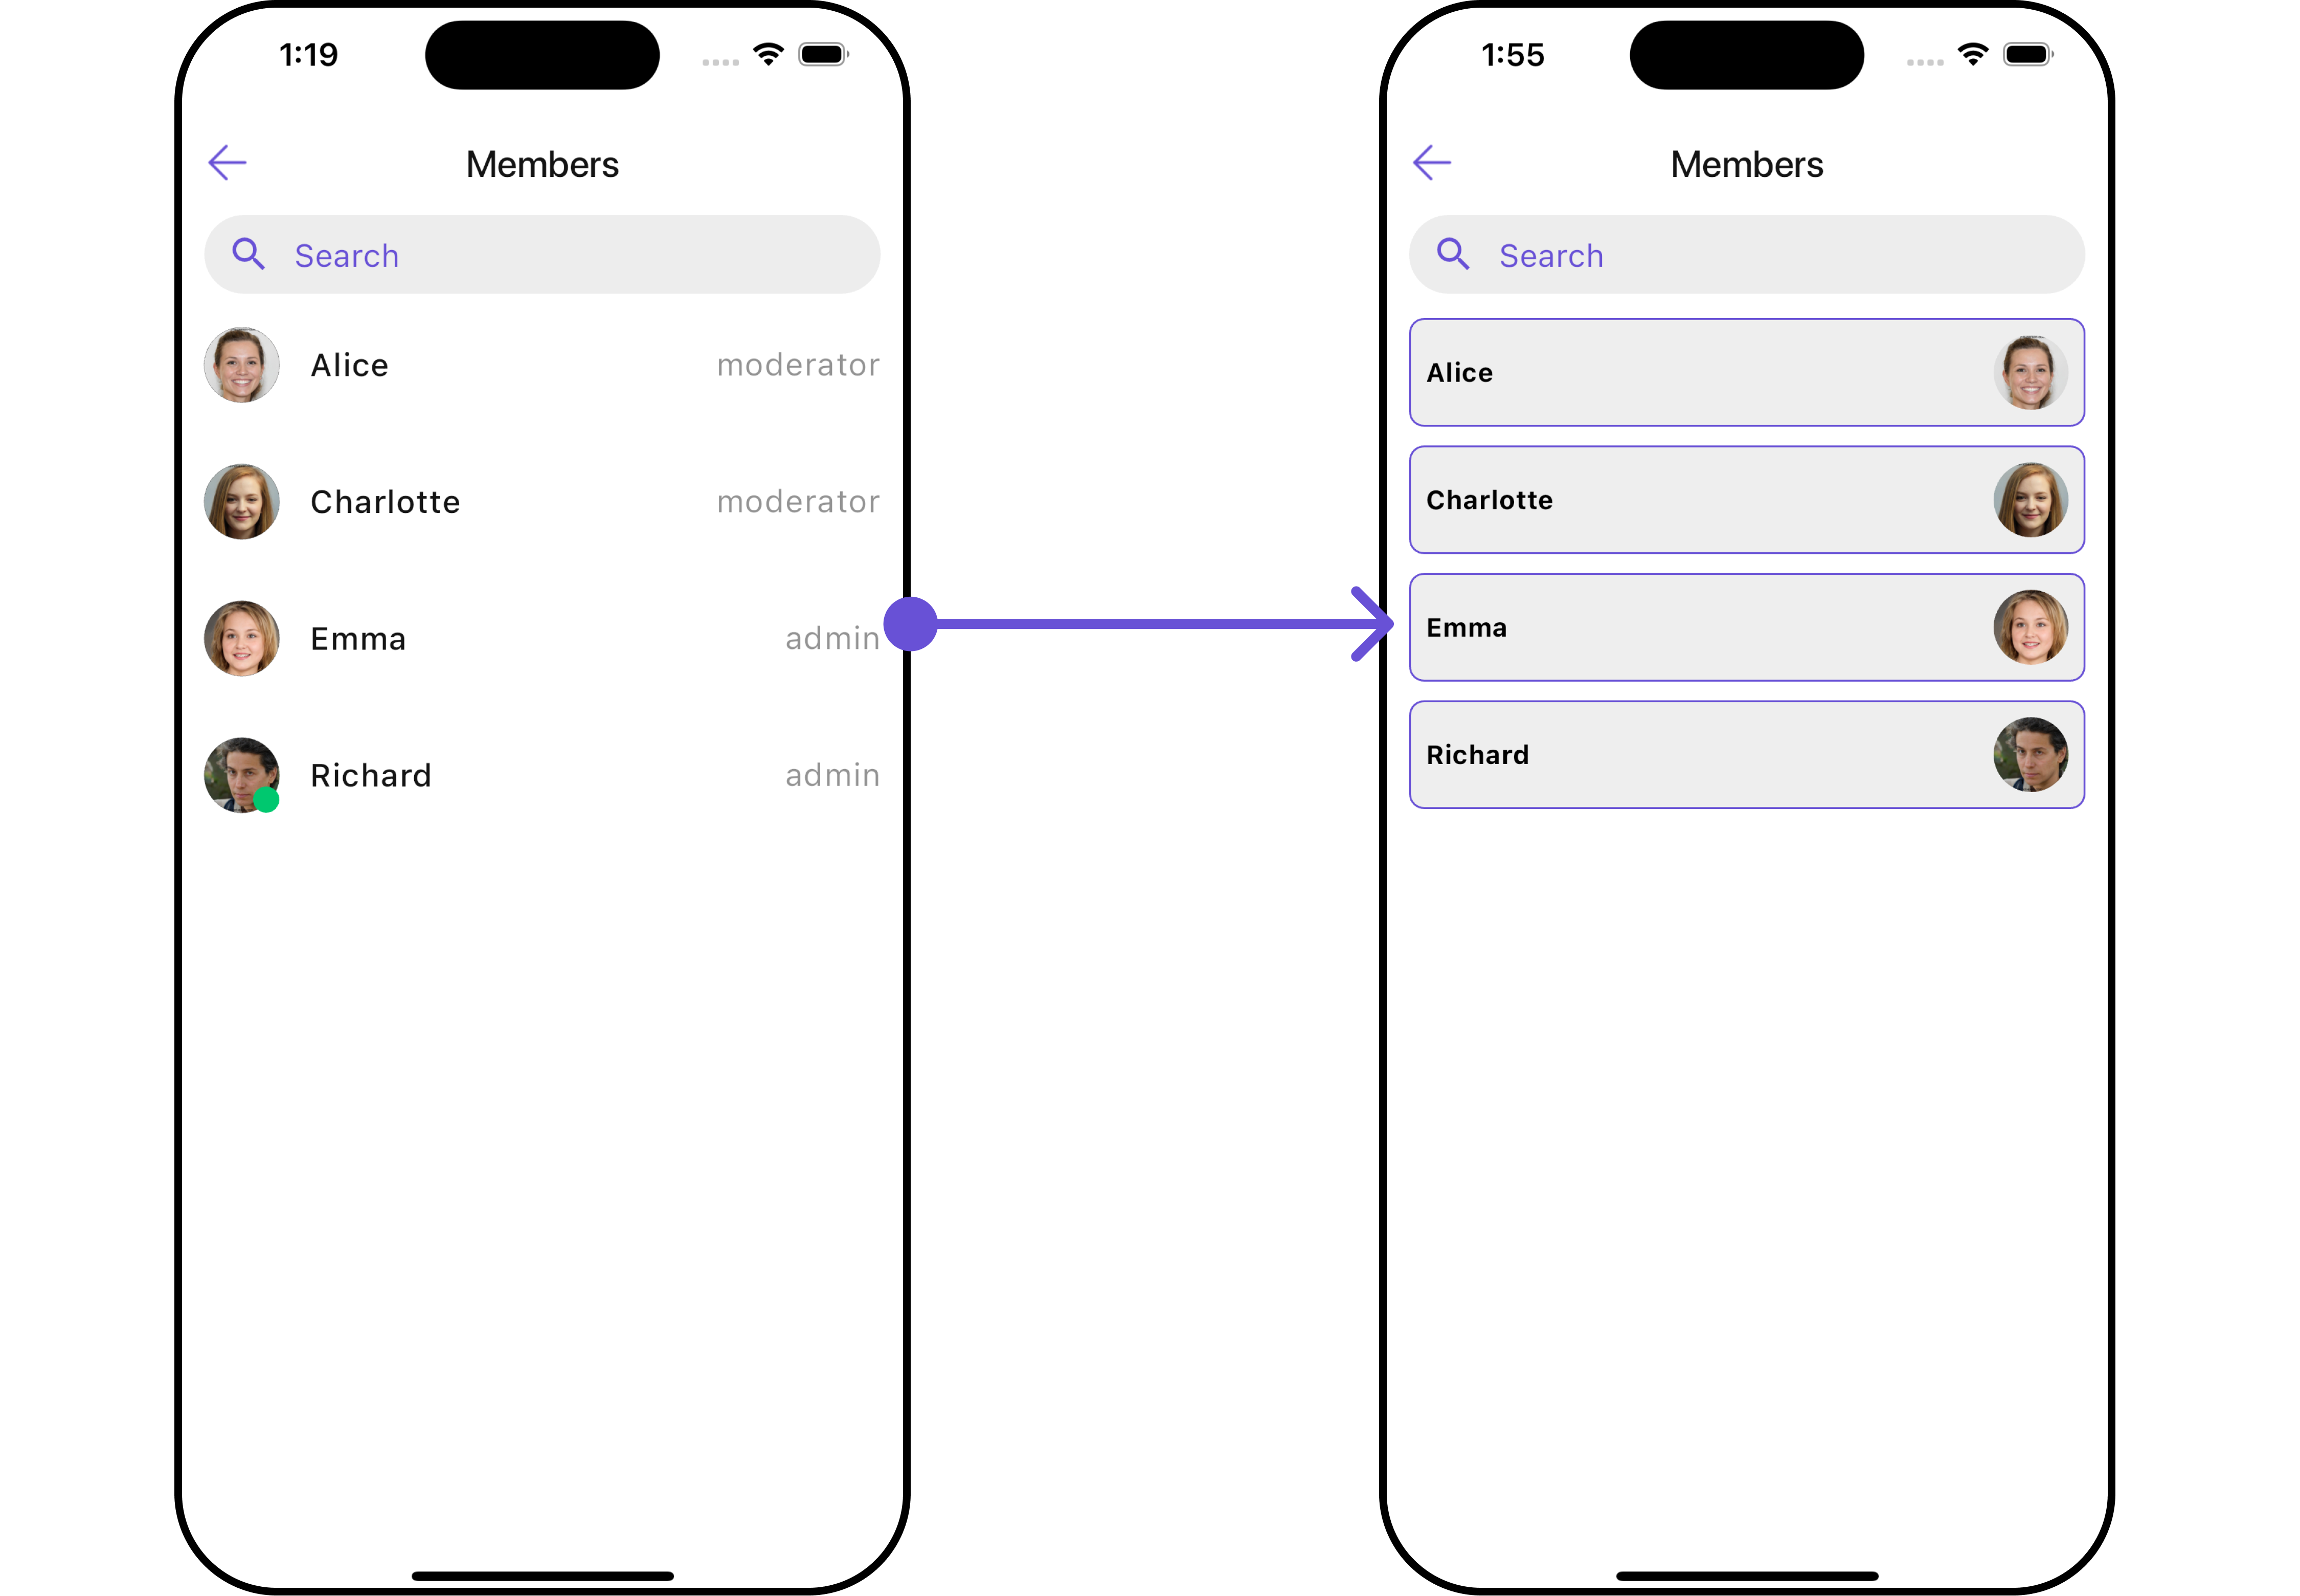 1:19
Members
Search
Alice moderator
Charlotte moderator
Emma admin
Richard admin
1:55
Members
Search
Alice
Charlotte
Emma
Richard